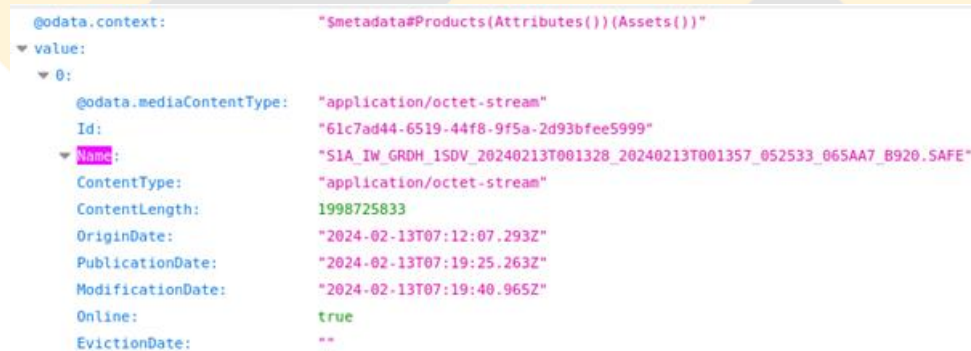 @odata.context: "$metadata#Products(Attributes())(Assets())"
value:
0:
@odata.mediaContentType: "application/octet-stream"
Id: "61c7ad44-6519-44f8-9f5a-2d93bfee5999"
Name: "S1A_IW_GRDH_1SDV_20240213T001328_20240213T001357_052533_065AA7_B920.SAFE"
ContentType: "application/octet-stream"
ContentLength: 1998725833
OriginDate: "2024-02-13T07:12:07.293Z"
PublicationDate: "2024-02-13T07:19:25.263Z"
ModificationDate: "2024-02-13T07:19:40.965Z"
Online: true
EvictionDate: ""